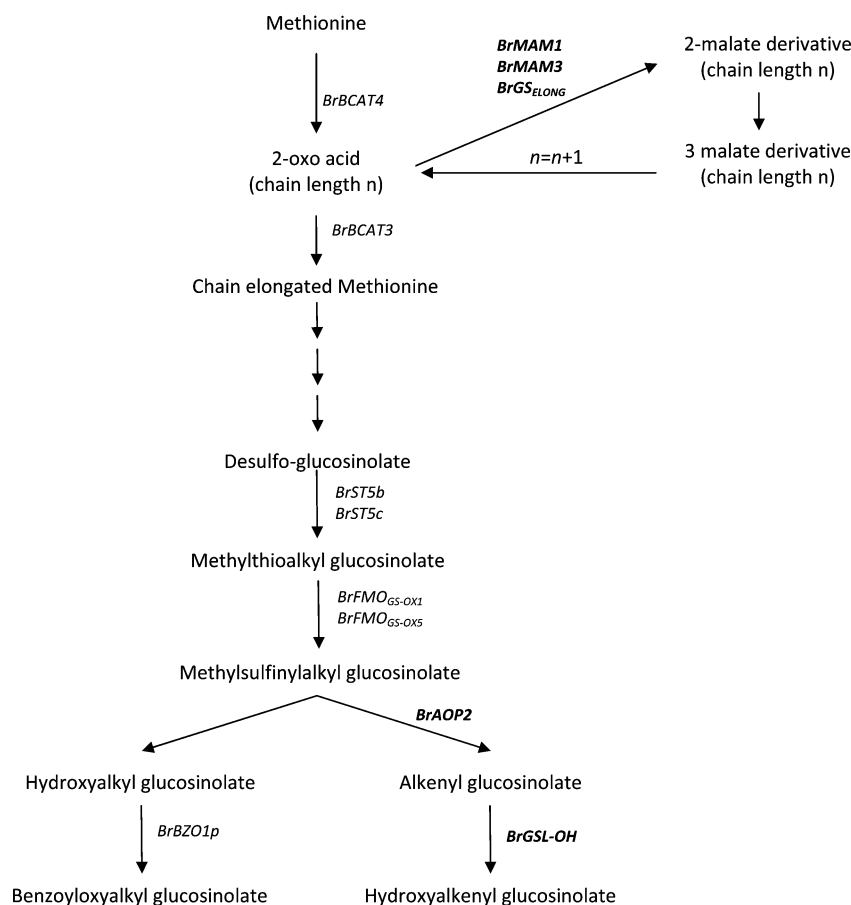 Methionine
BrBCAT4
BrMAM1
BrMAM3
BrGSELONG
2-malate derivative
(chain length n)
2-oxo acid
(chain length n)
n=n+1
3 malate derivative
(chain length n)
BrBCAT3
Chain elongated Methionine
Desulfo-glucosinolate
BrST5b
BrST5c
Methylthioalkyl glucosinolate
BrFMOGS-OX1
BrFMOGS-OX5
Methylsulfinylalkyl glucosinolate
BrAOP2
Hydroxyalkyl glucosinolate
Alkenyl glucosinolate
BrBZO1p
BrGSL-OH
Benzoyloxyalkyl glucosinolate
Hydroxyalkenyl glucosinolate